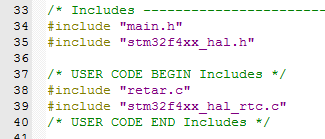 33 /* Includes -----------------------
34 #include "main.h"
35 #include "stm32f4xx_hal.h"
36
37 /* USER CODE BEGIN Includes */
38 #include "retar.c"
39 #include "stm32f4xx_hal_rtc.c"
40 /* USER CODE END Includes */
41